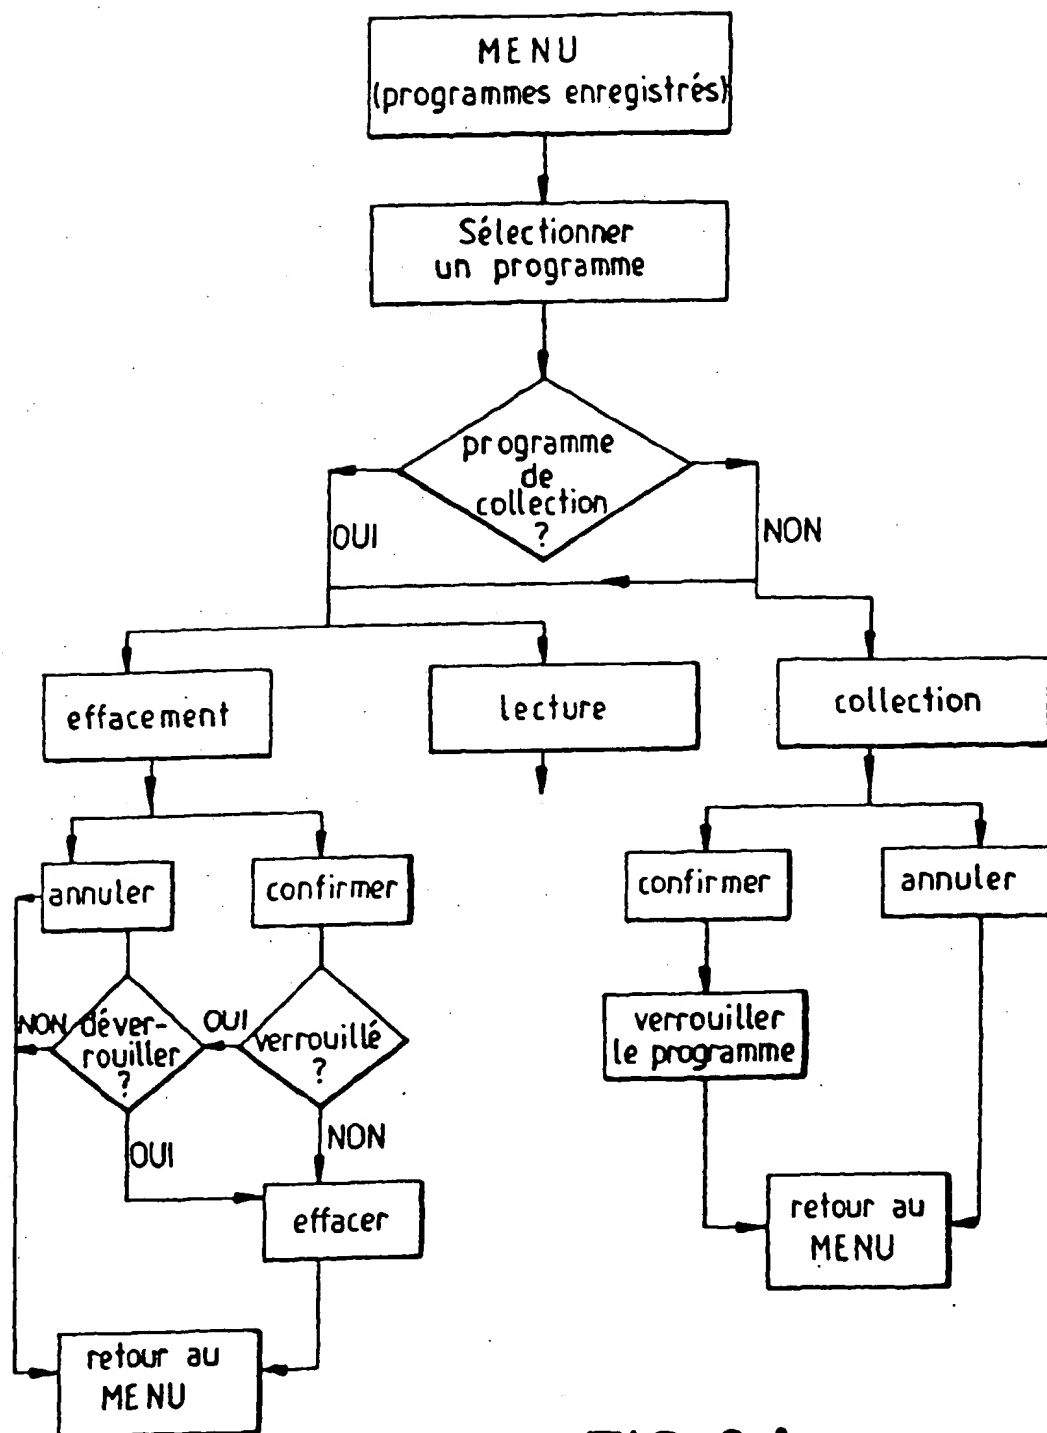 MENU
(programmes enregistrés)
Sélectionner
un programme
programme
de
collection
?
OUI
NON
effacement
lecture
collection
annuler
confirmer
confirmer
annuler
NON
déver-
rouiller
?
OUI
verrouillé
?
verrouiller
le programme
OUI
NON
effacer
retour au
MENU
retour au
MENU